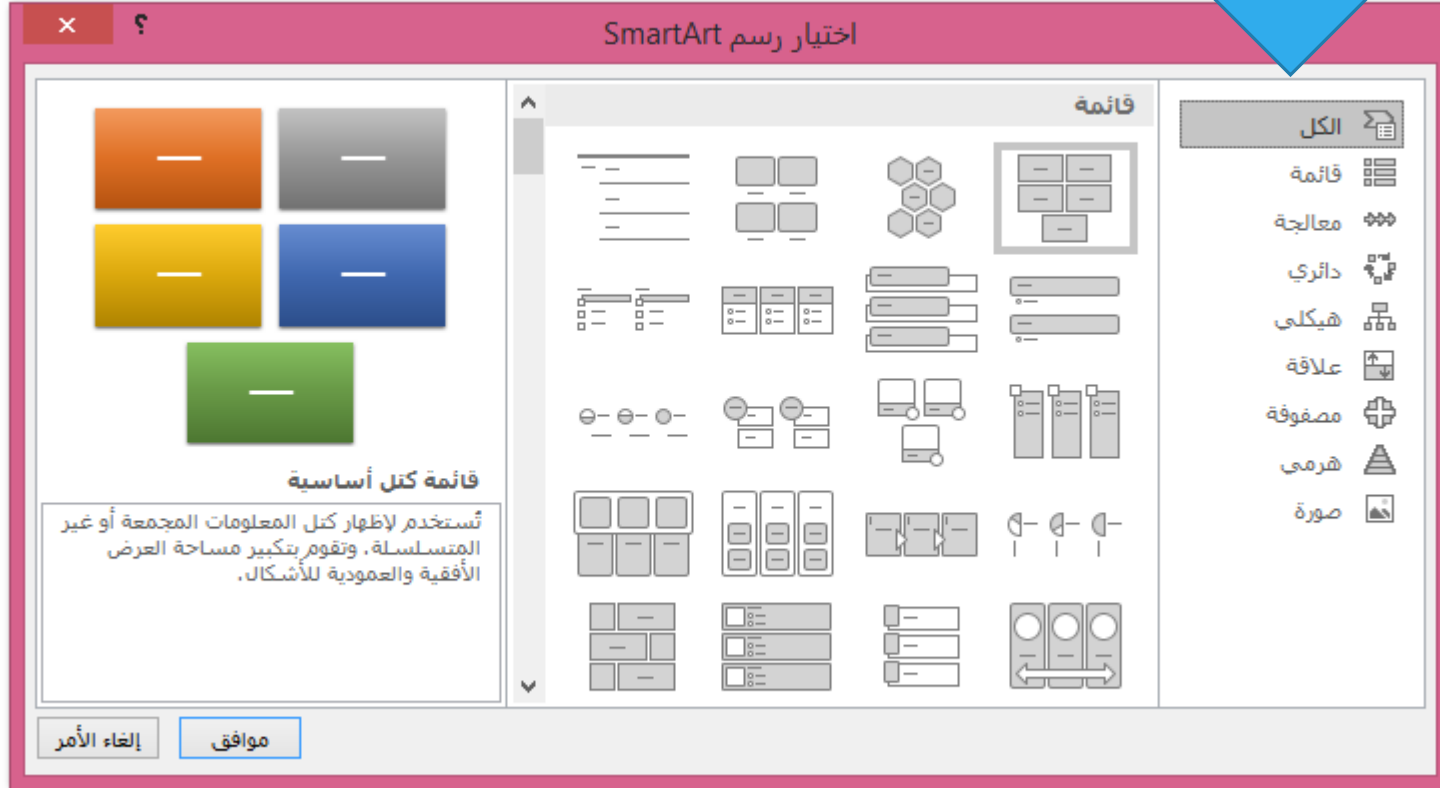 اختيار رسم SmartArt
؟
الكل
قائمة
معالجة
دائري
هيكلي
علاقة
مصفوفة
هرمي
صورة
قائمة
قائمة كتل أساسية
تُستخدم لإظهار كتل المعلومات المجمعة أو غير
المتسلسلة، وتقوم بتكبير مساحة العرض
الأفقية والعمودية للأشكال.
موافق
إلغاء الأمر